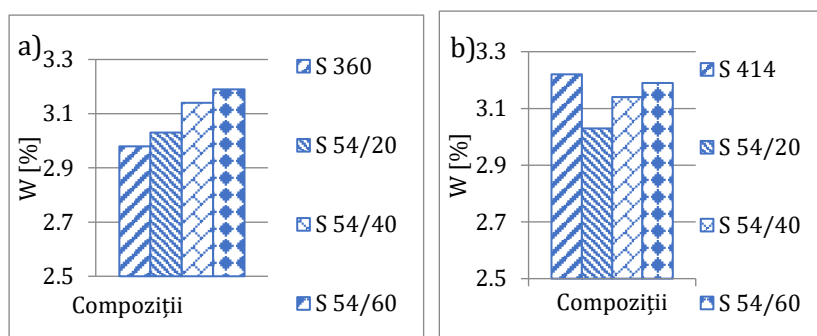 a)
3.3
3.1
2.9
2.7
2.5
W [%]
Compoziții
S 360
S 54/20
S 54/40
S 54/60
b)
3.3
3.1
2.9
2.7
2.5
W [%]
Compoziții
S 414
S 54/20
S 54/40
S 54/60